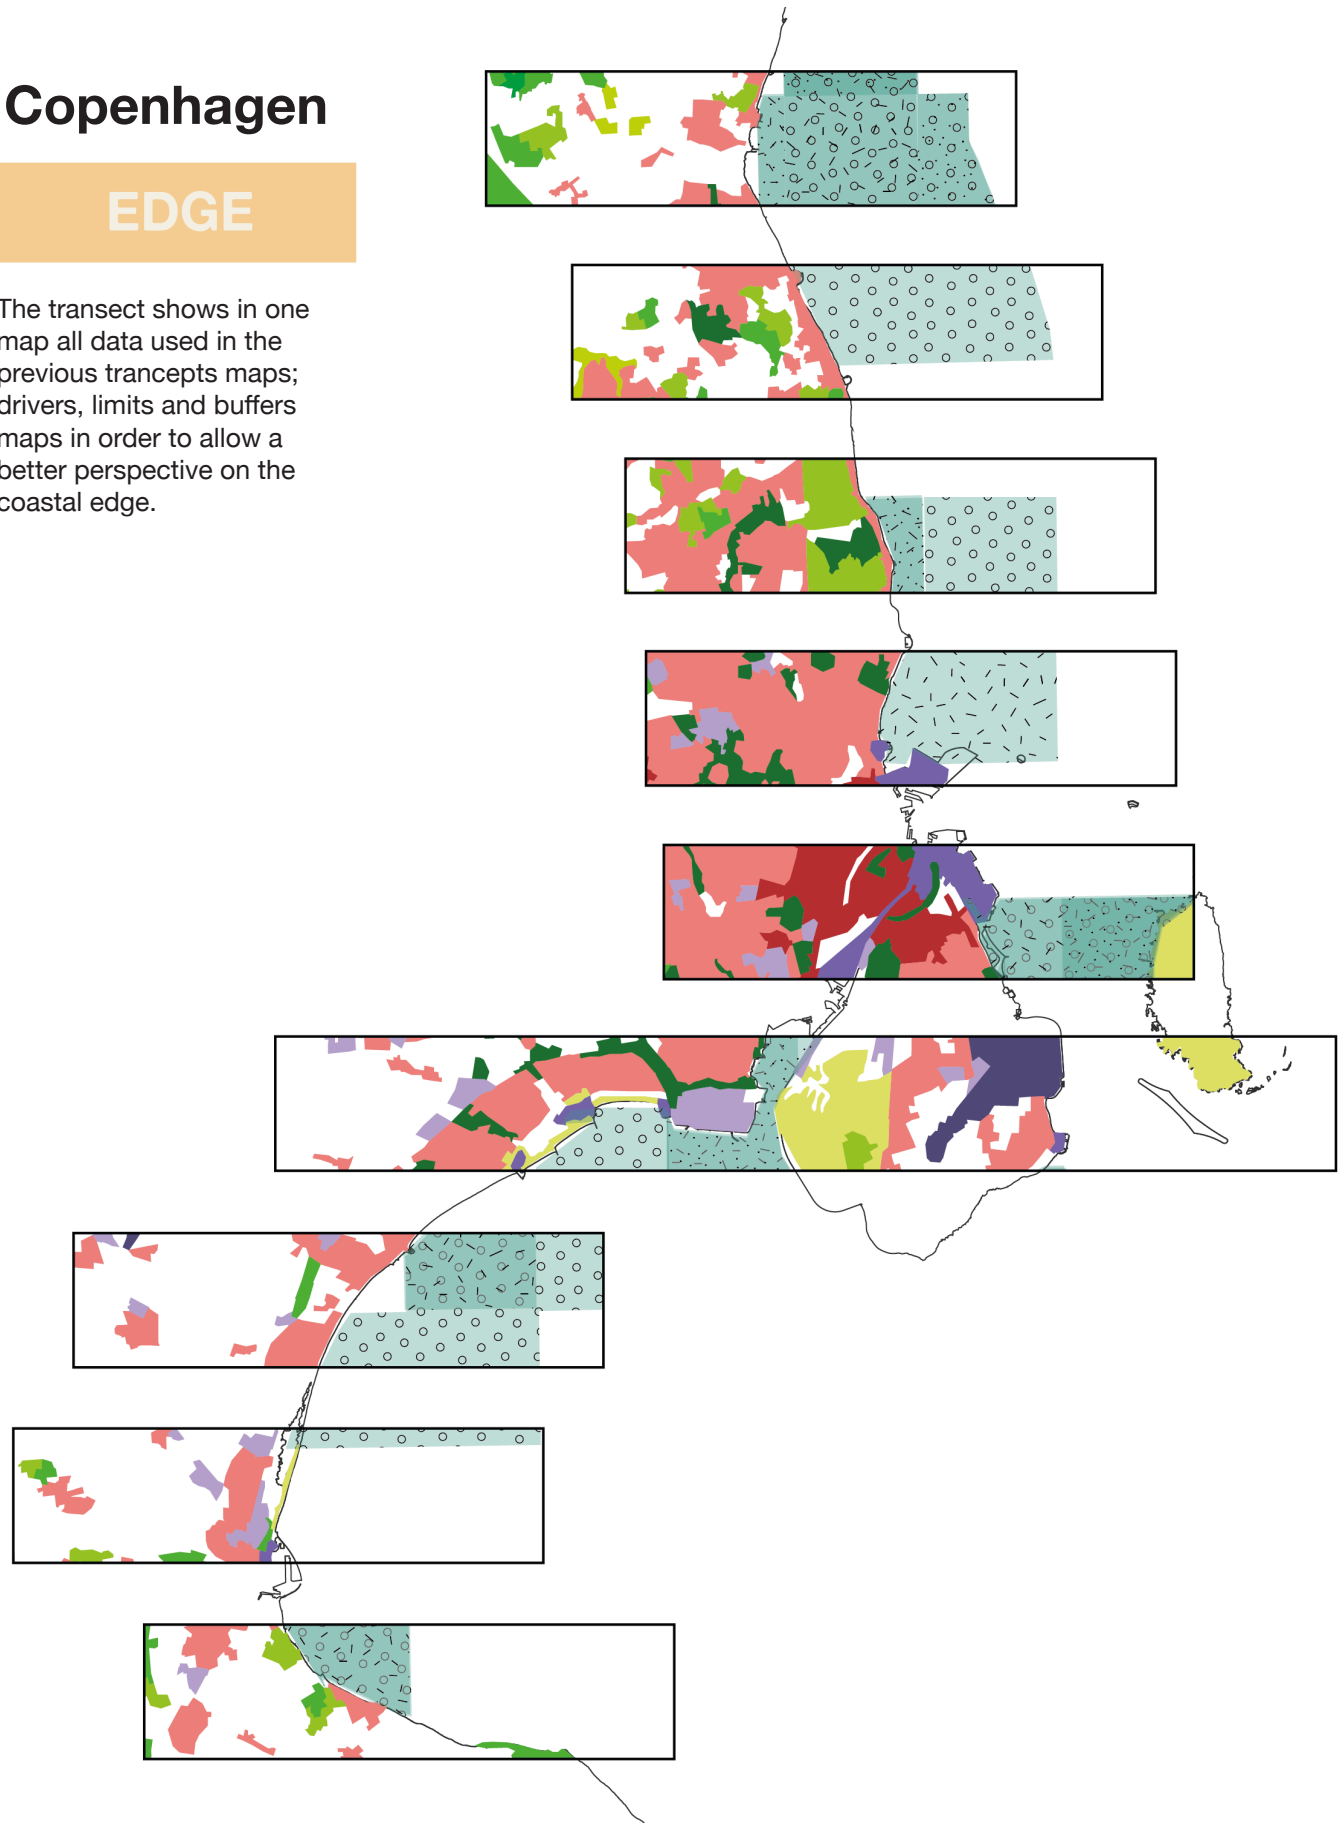 Copenhagen
EDGE
The transect shows in one
map all data used in the
previous trancepts maps;
drivers, limits and buffers
maps in order to allow a
better perspective on the
coastal edge.